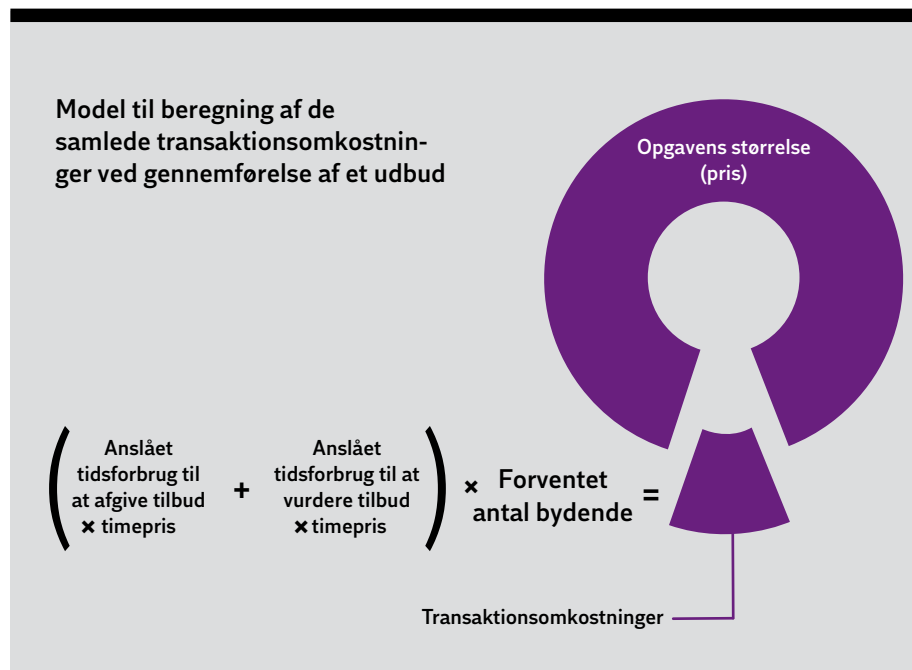 Model til beregning af de
samlede transaktionsomkostnin-
ger ved gennemførelse af et udbud
Opgavens størrelse
(pris)
( Anslået
tidsforbrug til
at afgive tilbud
× timepris
+
Anslået
tidsforbrug til at
vurdere tilbud
× timepris )
× Forventet
antal bydende
=
Transaktionsomkostninger